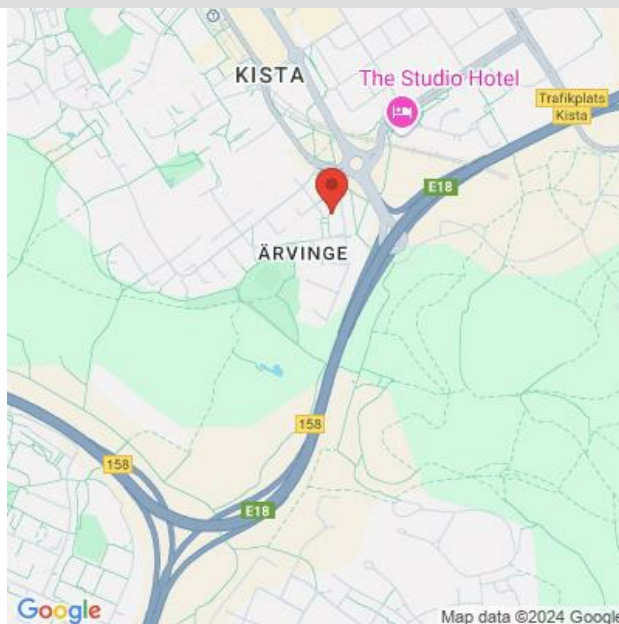 KISTA
The Studio Hotel
Trafikplats
Kista
E18
ÄRVINGE
158
158
E18
Google
Map data ©2024 Google